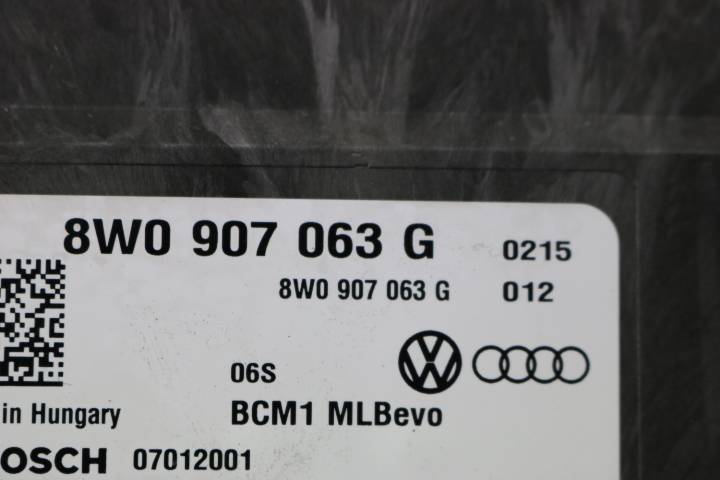 8W0 907 063 G 0215
8W0 907 063 G 012
06S
in Hungary BCM1 MLBevo
OSCH 07012001